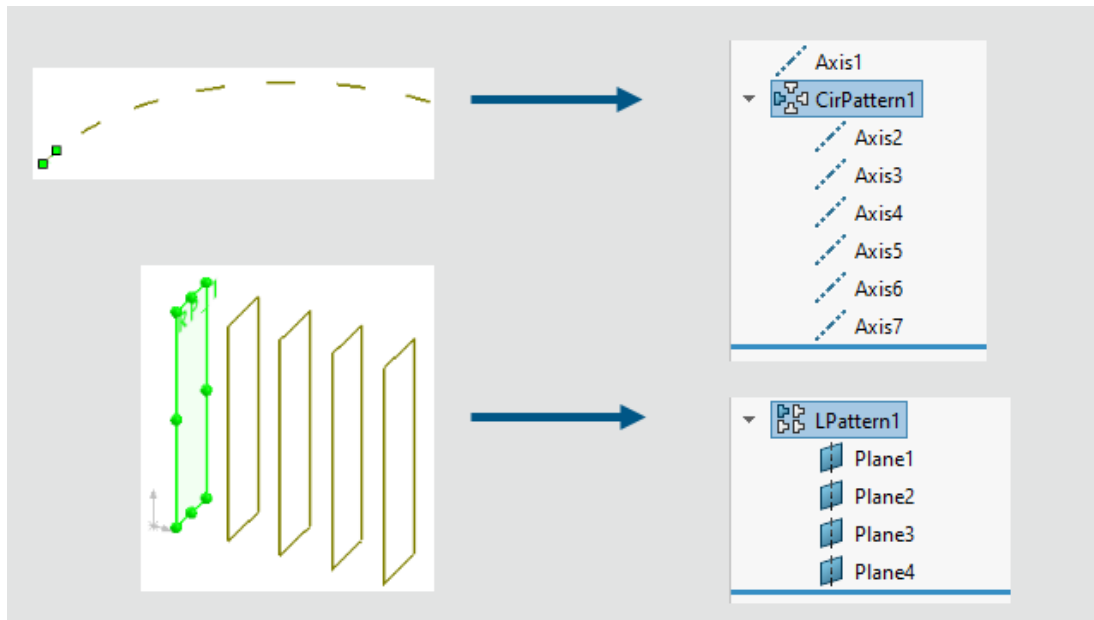 Axis1
CirPattern1
Axis2
Axis3
Axis4
Axis5
Axis6
Axis7
LPattern1
Plane1
Plane2
Plane3
Plane4